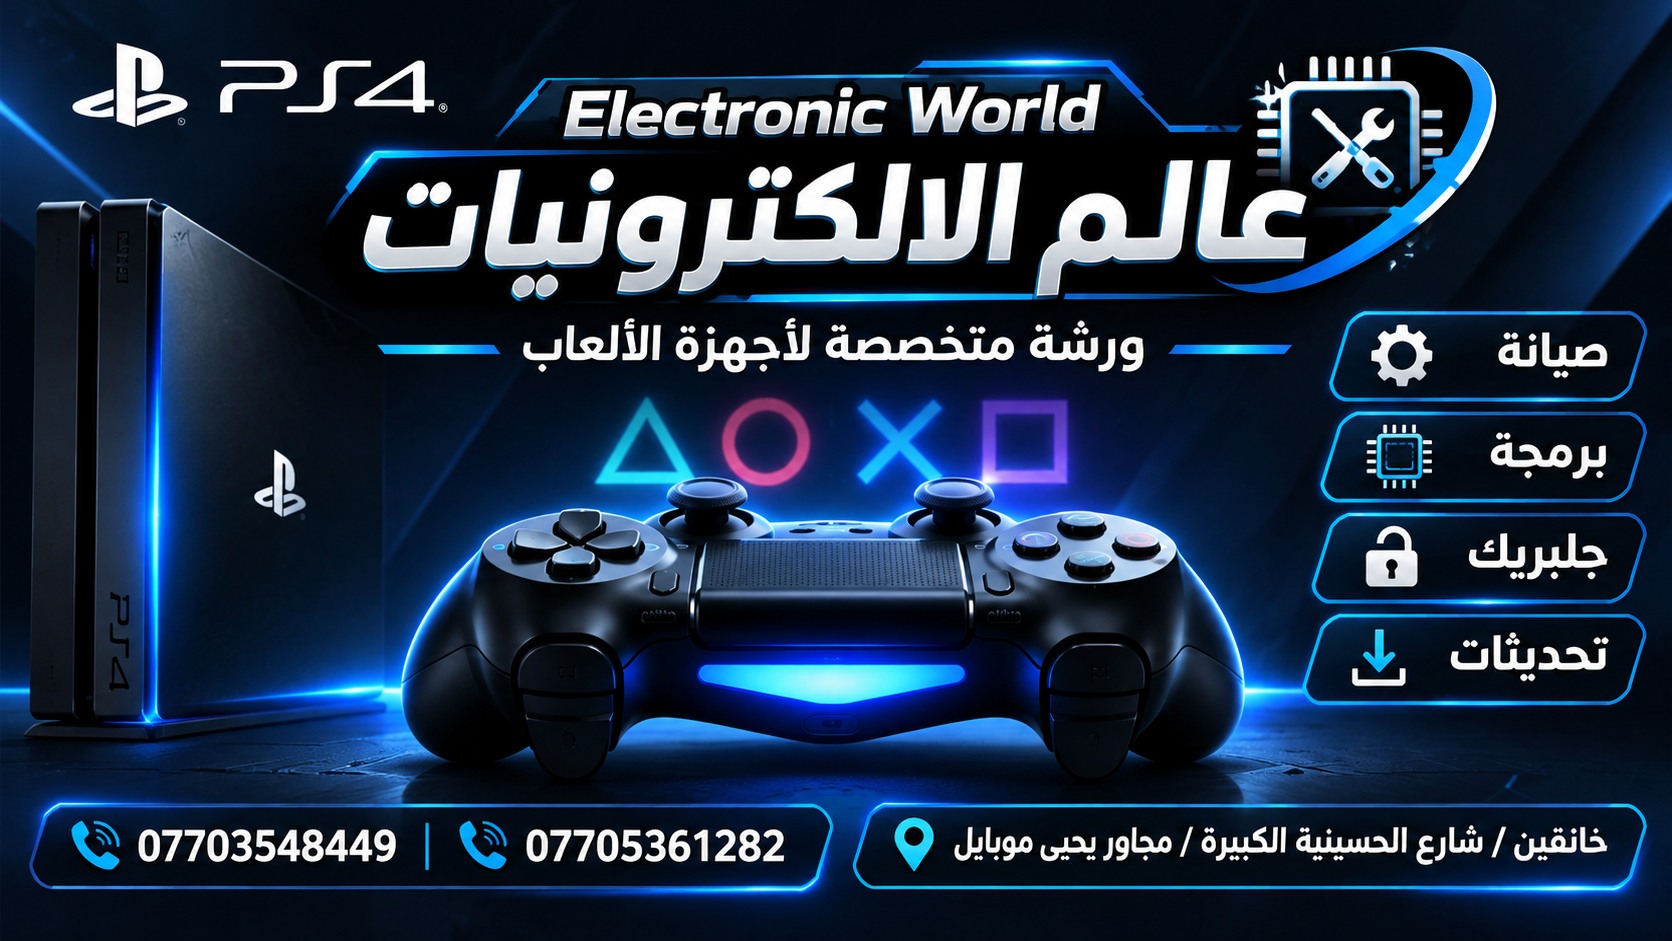 PS4
Electronic World
عالم الالكترونيات
ورشة متخصصة لأجهزة الألعاب
صيانة
برمجة
جلبريك
تحديثات
PS4
07703548449 | 07705361282
خانقين / شارع الحسينية الكبيرة / مجاور يحيى موبايل